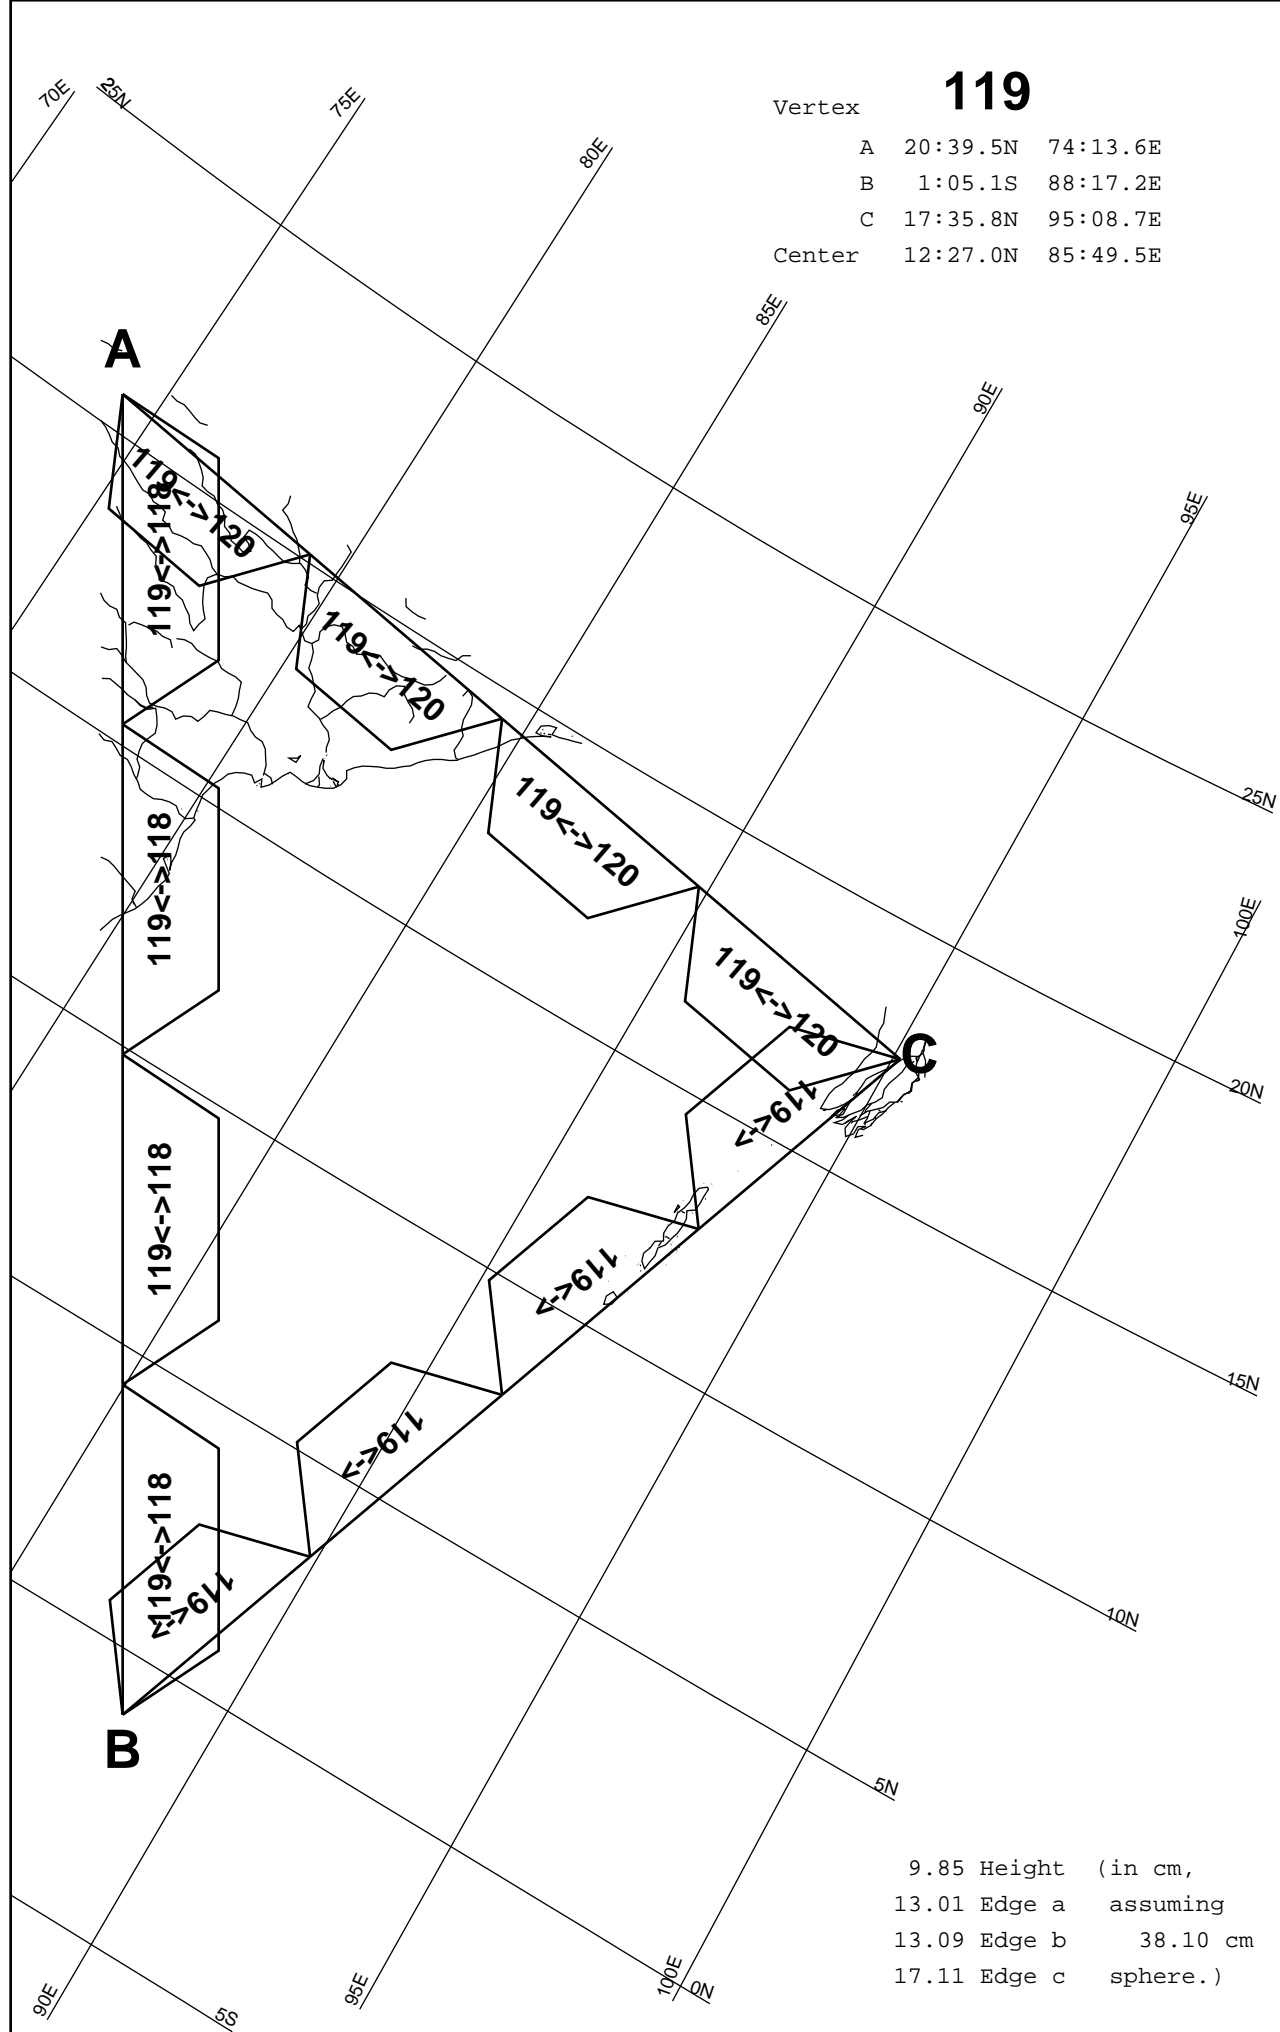 119
Vertex
A 20:39.5N 74:13.6E
B 1:05.1S 88:17.2E
C 17:35.8N 95:08.7E
Center 12:27.0N 85:49.5E
70E
25N
75E
80E
85E
90E
95E
100E
A
119<->120
119<->118
119<->120
119<->120
119<->118
119<->120
C
119<->
25N
20N
119<->118
119<->
15N
119<->
119<->118
119<->
10N
B
5N
9.85 Height (in cm,
13.01 Edge a assuming
13.09 Edge b 38.10 cm
17.11 Edge c sphere.)
90E
5S
95E
100E
0N